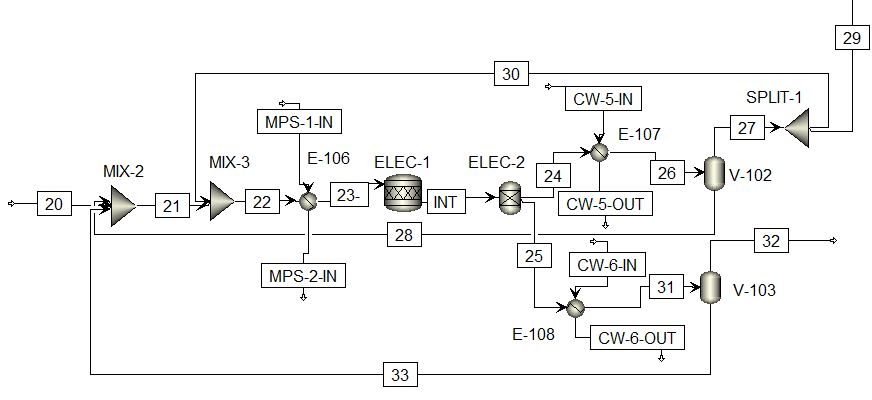 29
30
SPLIT-1
CW-5-IN
27
MPS-1-IN
E-107
MIX-2
MIX-3
E-106
ELEC-1
ELEC-2
24
26
V-102
20
21
22
23-
INT
CW-5-OUT
28
32
25
CW-6-IN
MPS-2-IN
31
V-103
E-108
CW-6-OUT
33